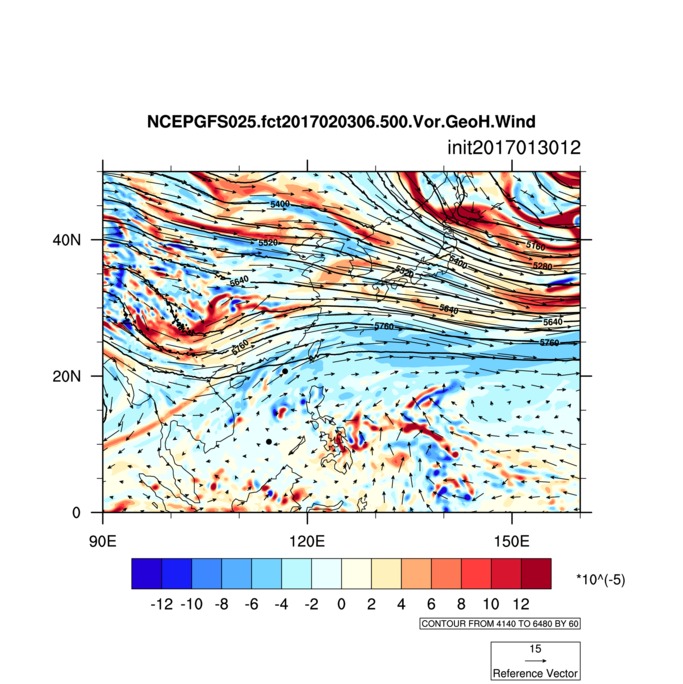 NCEPGFS025.fct2017020306.500.Vor.GeoH.Wind
init2017013012
5400
5520
5160
5280
5400
5520
5640
5640
5640
5760
5760
5760
40N
20N
0
90E 120E 150E
-12 -10 -8 -6 -4 -2 0 2 4 6 8 10 12
*10^(-5)
CONTOUR FROM 4140 TO 6480 BY 60
15
Reference Vector